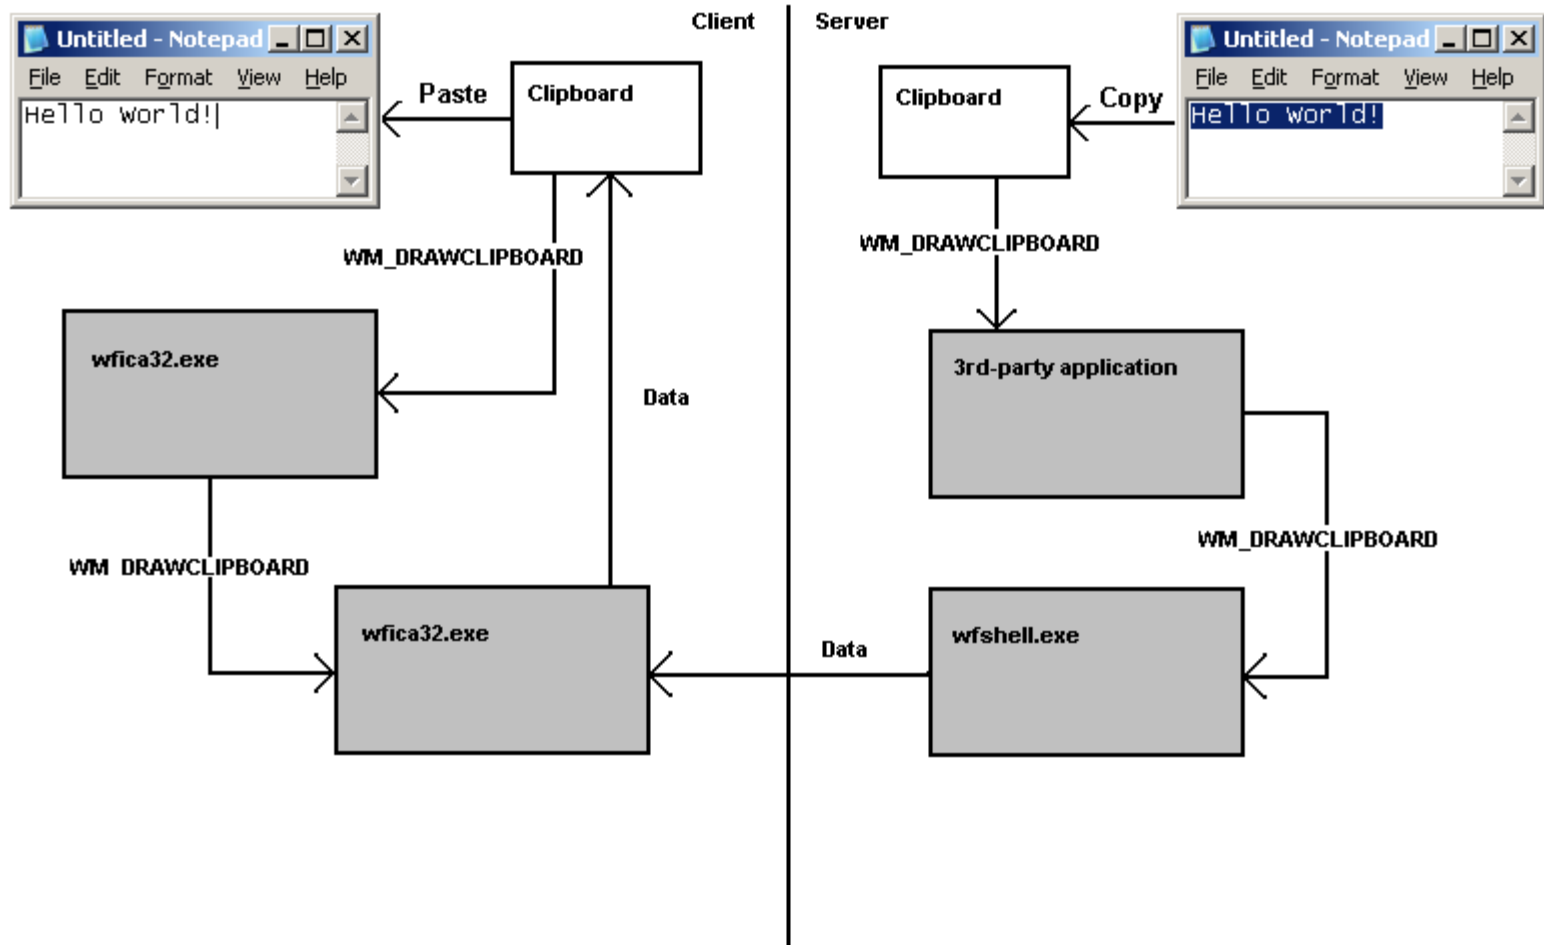 Client
Server
Untitled - Notepad
File Edit Format View Help
Hello World!
Paste
Clipboard
Clipboard
Copy
Untitled - Notepad
File Edit Format View Help
Hello World!
WM_DRAWCLIPBOARD
WM_DRAWCLIPBOARD
wfica32.exe
3rd-party application
Data
WM_DRAWCLIPBOARD
WM DRAWCLIPBOARD
wfica32.exe
Data
wfshell.exe